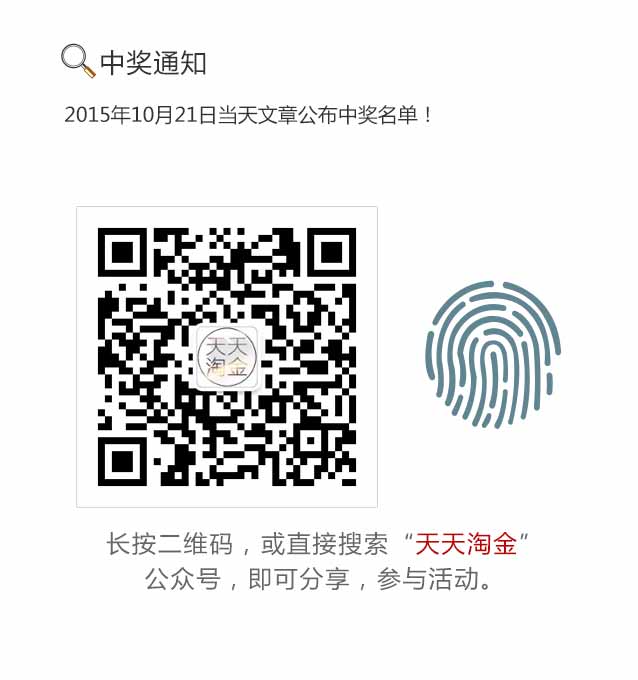 中奖通知
2015年10月21日当天文章公布中奖名单！
天天
淘金
长按二维码，或直接搜索“天天淘金”
公众号，即可分享，参与活动。